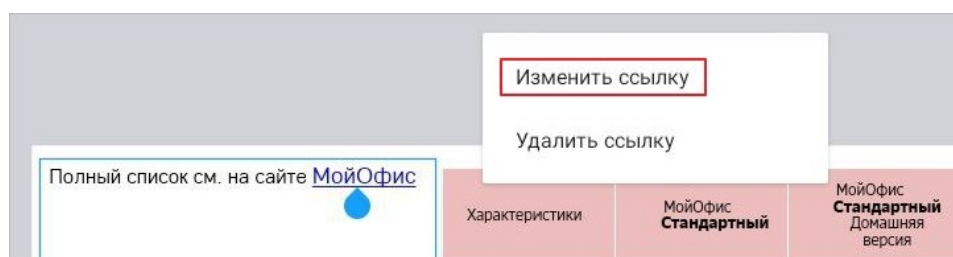 Изменить ссылку
Удалить ссылку
Полный список см. на сайте МойОфис
Характеристики
МойОфис
Стандартный
МойОфис
Стандартный
Домашняя
версия